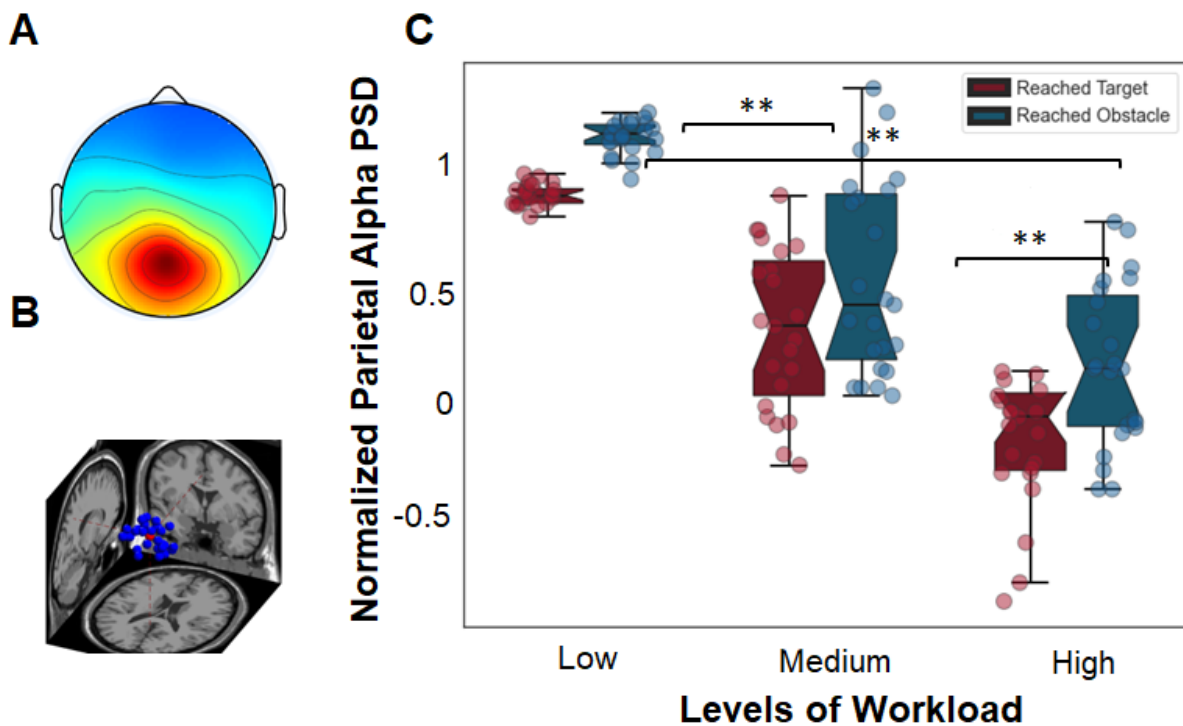 A
B
C
Normalized Parietal Alpha PSD
1
0.5
0
-0.5
**
**
**
Reached Target
Reached Obstacle
Low
Medium
High
Levels of Workload